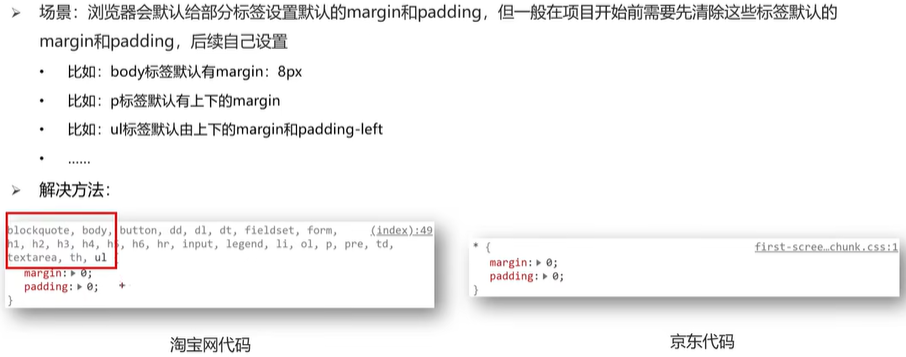 ➢ 场景：浏览器会默认给部分标签设置默认的margin和padding，但一般在项目开始前需要先清除这些标签默认的
margin和padding，后续自己设置
• 比如：body标签默认有margin：8px
• 比如：p标签默认有上下的margin
• 比如：ul标签默认由上下的margin和padding-left
• ……
➢ 解决方法：
blockquote, body, button, dd, dl, dt, fieldset, form, (index):49
h1, h2, h3, h4, h5, h6, hr, input, legend, li, ol, p, pre, td,
textarea, th, ul
margin:▶ 0;
padding:▶ 0;
}
* { first-scree…chunk.css:1
margin:▶ 0;
padding:▶ 0;
}
淘宝网代码
京东代码